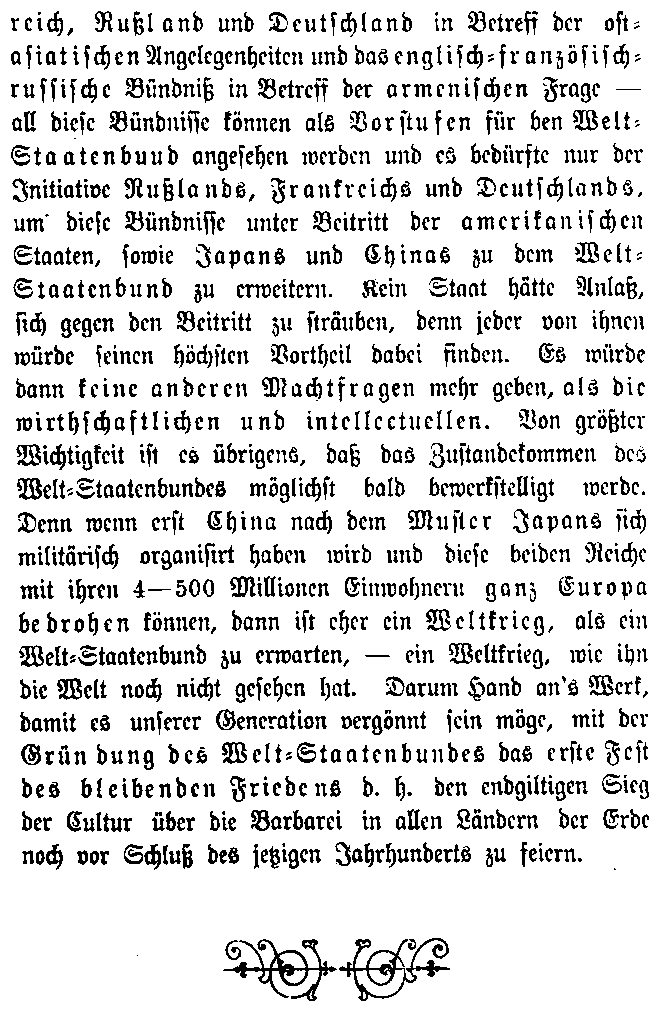 reich, Rußland und Deutschland in Betreff der ost-
asiatischen Angelegenheiten und das englisch-französisch-
russische Bündniß in Betreff der armenischen Frage —
all diese Bündnisse können als Vorstufen für den Welt-
Staatenbund angesehen werden und es bedürfte nur der
Initiative Rußlands, Frankreichs und Deutschlands,
um diese Bündnisse unter Beitritt der amerikanischen
Staaten, sowie Japans und Chinas zu dem Welt-
Staatenbund zu erweitern. Kein Staat hätte Anlaß,
sich gegen den Beitritt zu sträuben, denn jeder von ihnen
würde seinen höchsten Vortheil dabei finden. Es würde
dann keine anderen Machtfragen mehr geben, als die
wirthschaftlichen und intellectuellen. Von größter
Wichtigkeit ist es übrigens, daß das Zustandekommen des
Welt-Staatenbundes möglichst bald bewerkstelligt werde.
Denn wenn erst China nach dem Muster Japans sich
militärisch organisirt haben wird und diese beiden Reiche
mit ihren 4—500 Millionen Einwohnern ganz Europa
bedrohen können, dann ist eher ein Weltkrieg, als ein
Welt-Staatenbund zu erwarten, — ein Weltkrieg, wie ihn
die Welt noch nicht gesehen hat. Darum Hand an's Werk,
damit es unserer Generation vergönnt sein möge, mit der
Gründung des Welt-Staatenbundes das erste Fest
des bleibenden Friedens d. h. den endgiltigen Sieg
der Cultur über die Barbarei in allen Ländern der Erde
noch vor Schluß des jetzigen Jahrhunderts zu feiern.